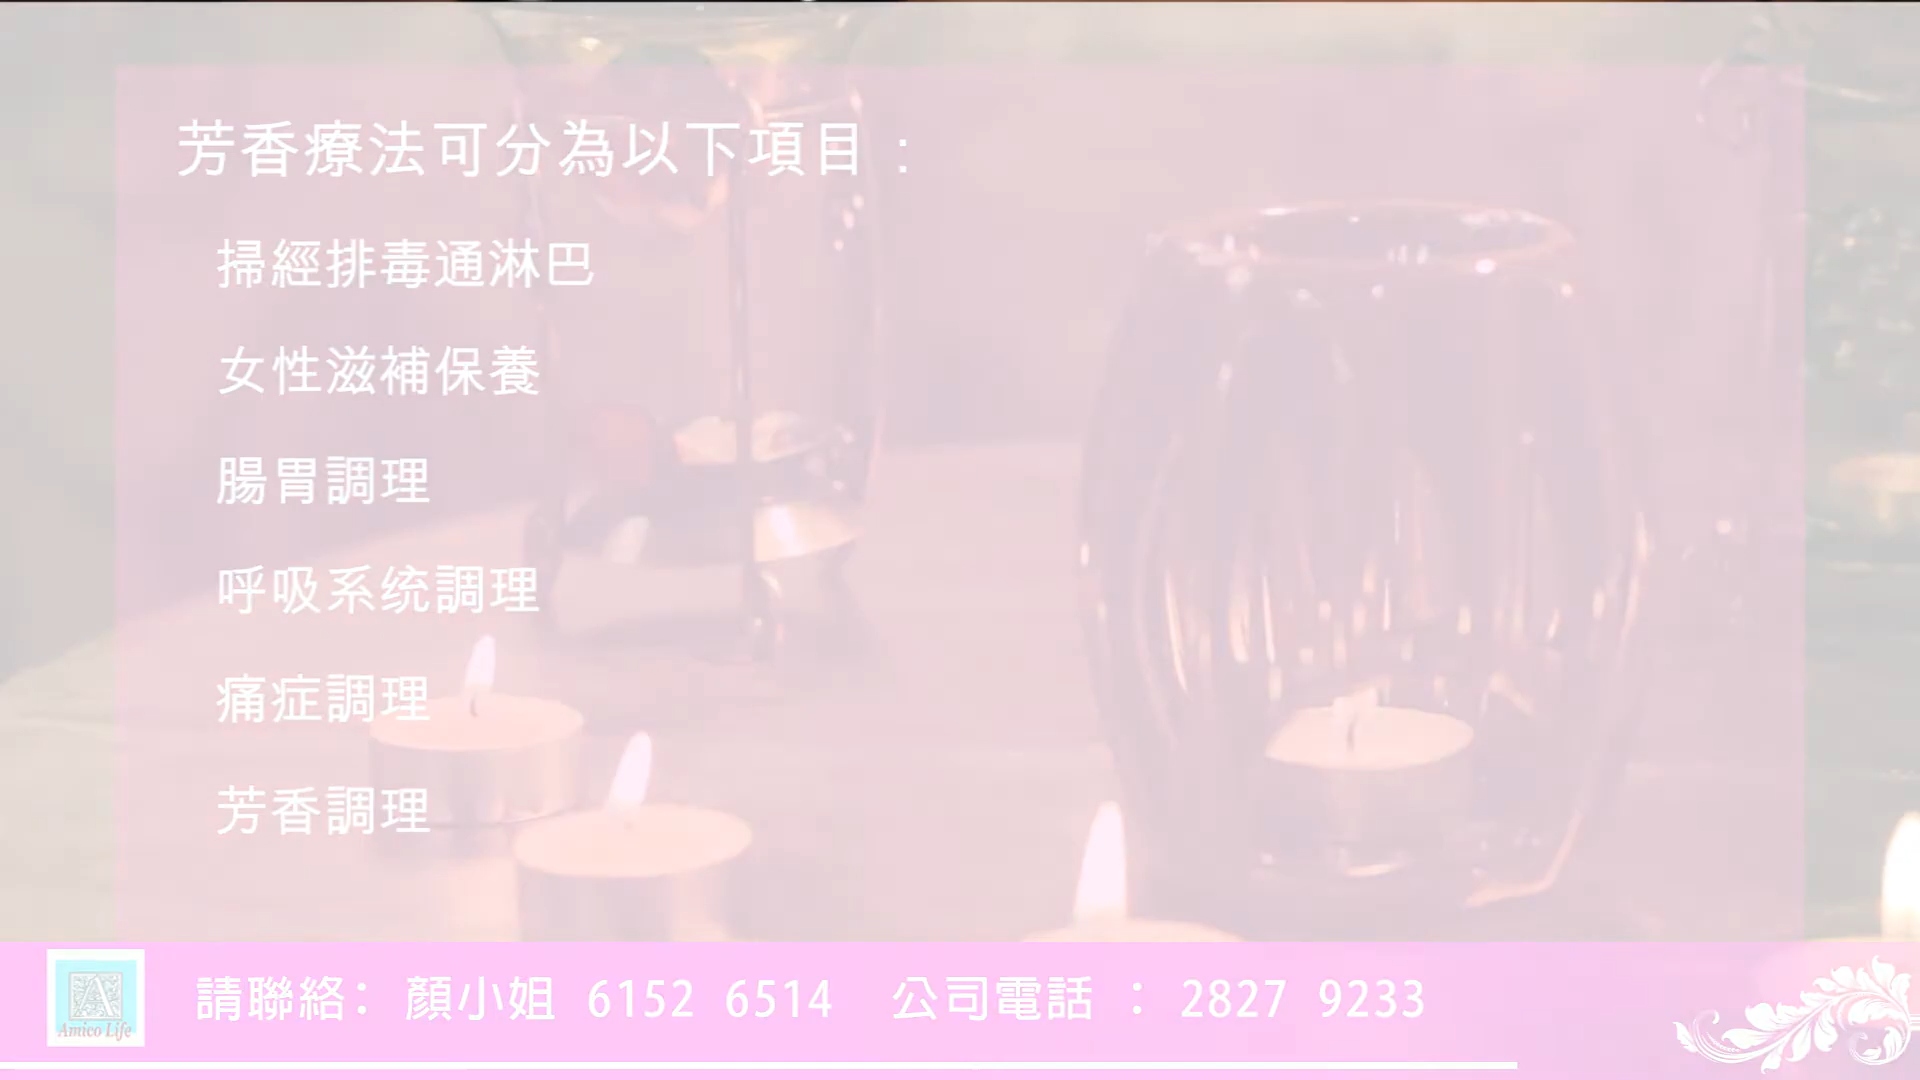 芳香療法可分為以下項目：
掃經排毒通淋巴
女性滋補保養
腸胃調理
呼吸系统調理
痛症調理
芳香調理
請聯絡：顏小姐 6152 6514 公司電話 ：2827 9233
A
Amico Life